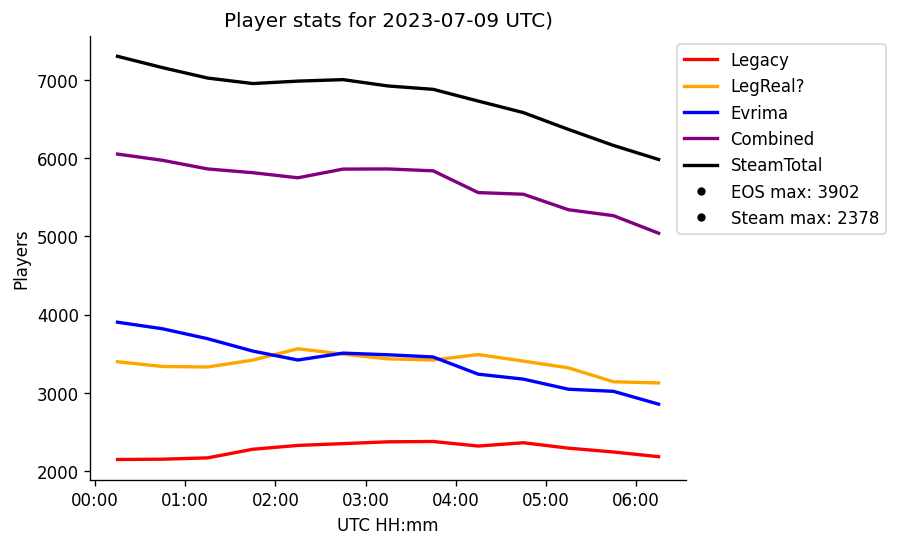 Player stats for 2023-07-09 UTC)
Legacy
LegReal?
Evrima
Combined
SteamTotal
EOS max: 3902
Steam max: 2378
7000
6000
5000
4000
3000
2000
Players
00:00 01:00 02:00 03:00 04:00 05:00 06:00
UTC HH:mm